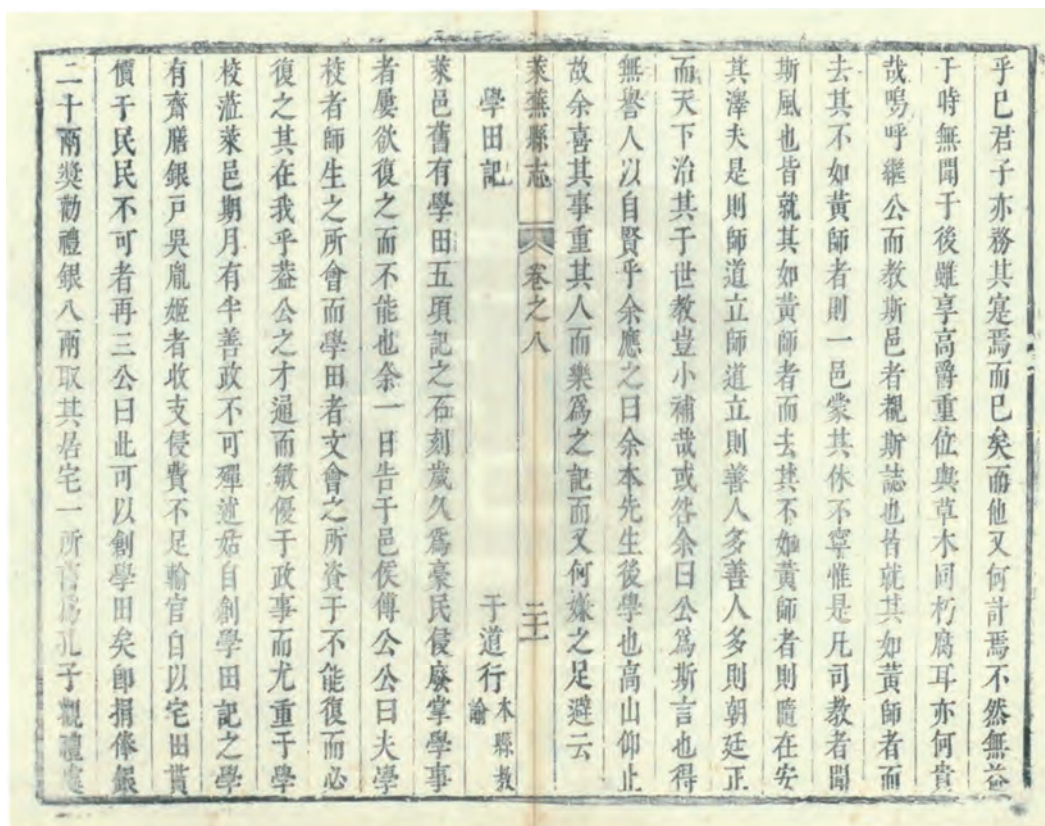 乎已君子亦務其寔焉而已矣而他又何計焉不然無益
于時無聞于後雖享高爵重位與草木同朽腐耳亦何貴
哉嗚呼繼公而教斯邑者覩斯誌也皆就其如黃師者而
去其不如黃師者則一邑蒙其休不寧惟是凡司教者聞
斯風也皆就其如黃師者而去其不如黃師者則隨在安
其澤夫是則師道立師道立則善人多善人多則朝廷正
而天下治其于世教豈小補哉或咎余曰公為斯言也得
無譽人以自賢乎余應之曰余本先生後學也高山仰止
故余喜其事重其人而樂為之記而又何嫌之足避云
萊蕪縣志 卷之八 二十一
學田記 于道行 本縣教諭
萊邑舊有學田五項記之石刻歲久為豪民侵廢掌學事
者屢欲復之而不能也余一日告于邑侯傅公公曰夫學
校者師生之所會而學田者文會之所資于不能復而必
復之其在我乎葢公之才逼而敏優于政事而尤重于學
校蒞萊邑期月有半善政不可殫述姑自創學田記之學
有齋膳銀戶吳胤姬者收支侵費不足輸官自以宅田賞
價于民民不可者再三公曰此可以創學田矣卽捐俸銀
二十兩獎勸禮銀八兩取其居宅一所舊為孔子觀禮處